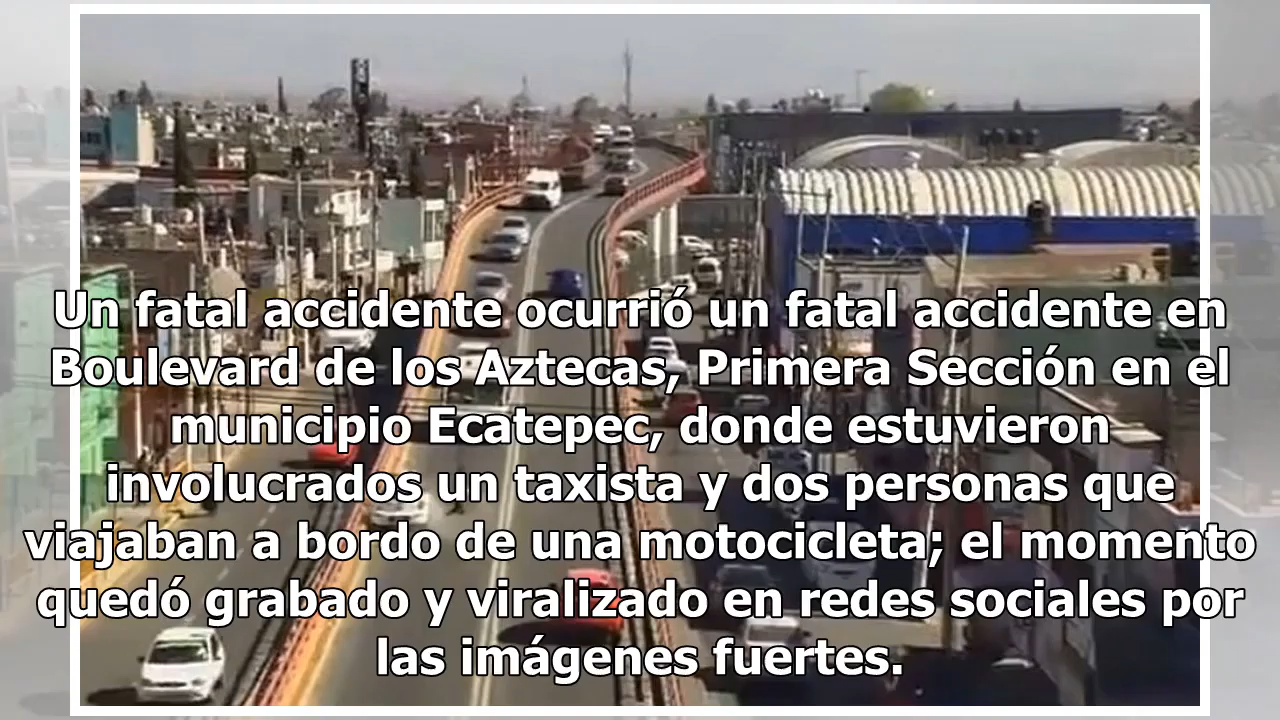 Un fatal accidente ocurrió un fatal accidente en
Boulevard de los Aztecas, Primera Sección en el
municipio Ecatepec, donde estuvieron
involucrados un taxista y dos personas que
viajaban a bordo de una motocicleta; el momento
quedó grabado y viralizado en redes sociales por
las imágenes fuertes.